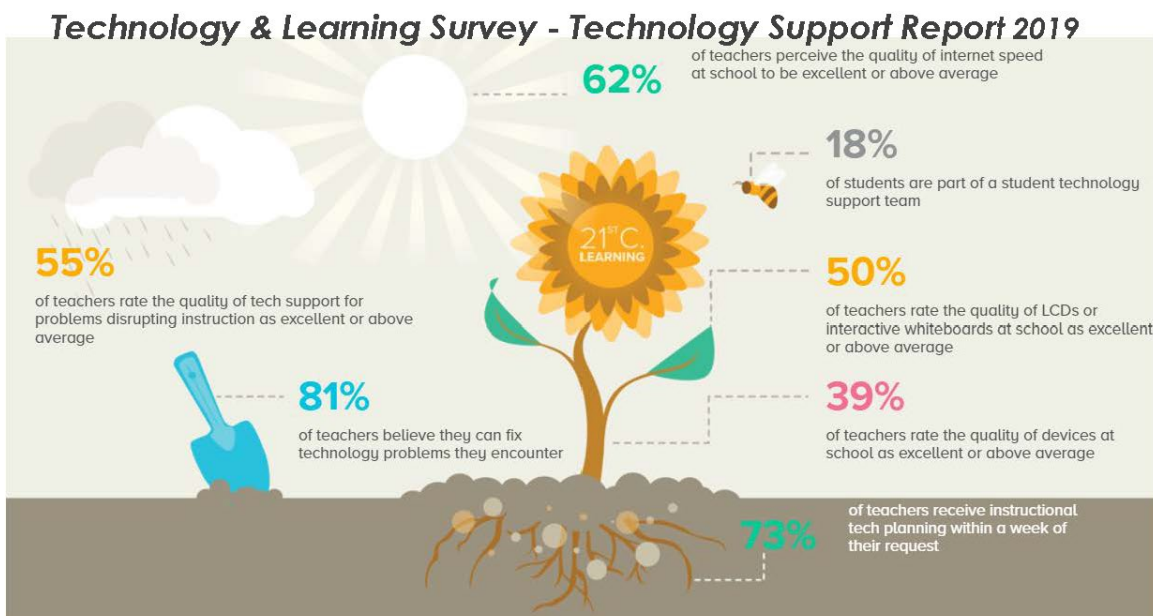 Technology & Learning Survey - Technology Support Report 2019
62%
of teachers perceive the quality of internet speed
at school to be excellent or above average
18%
of students are part of a student technology
support team
21ST C.
LEARNING
55%
of teachers rate the quality of tech support for
problems disrupting instruction as excellent or above
average
50%
of teachers rate the quality of LCDs or
interactive whiteboards at school as excellent
or above average
81%
of teachers believe they can fix
technology problems they encounter
39%
of teachers rate the quality of devices at
school as excellent or above average
73%
of teachers receive instructional
tech planning within a week of
their request